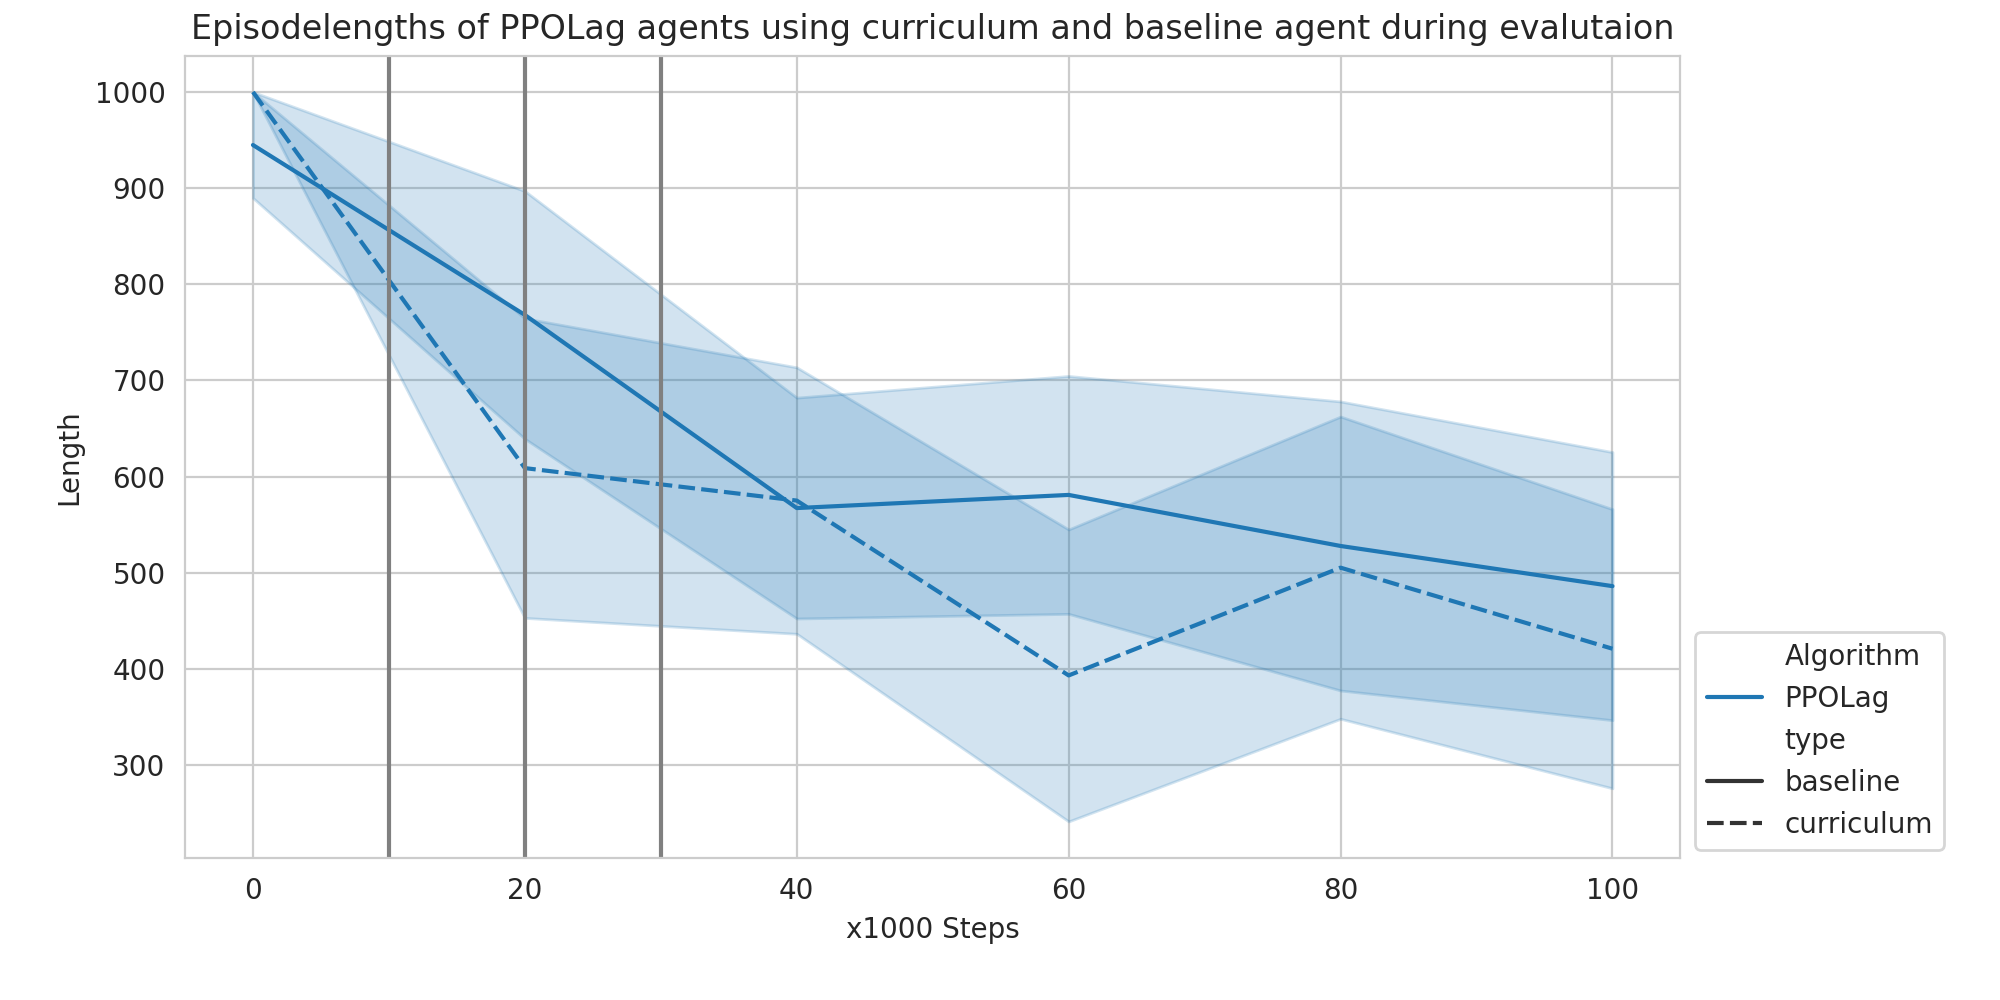 Episodelengths of PPOLag agents using curriculum and baseline agent during evalutaion
1000
900
800
700
600
500
400
300
Length
0 20 40 60 80 100
x1000 Steps
Algorithm
PPOLag
type
baseline
curriculum